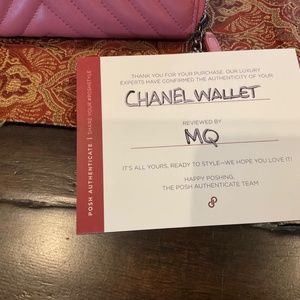 THANK YOU FOR YOUR PURCHASE. OUR LUXURY
EXPERTS HAVE CONFIRMED THE AUTHENTICITY OF YOUR
CHANEL WALLET
REVIEWED BY
MQ
IT'S ALL YOURS, READY TO STYLE—WE HOPE YOU LOVE IT!
HAPPY POSHING,
THE POSH AUTHENTICATE TEAM
POSH AUTHENTICATE | SHARE YOUR #POSHSTYLE